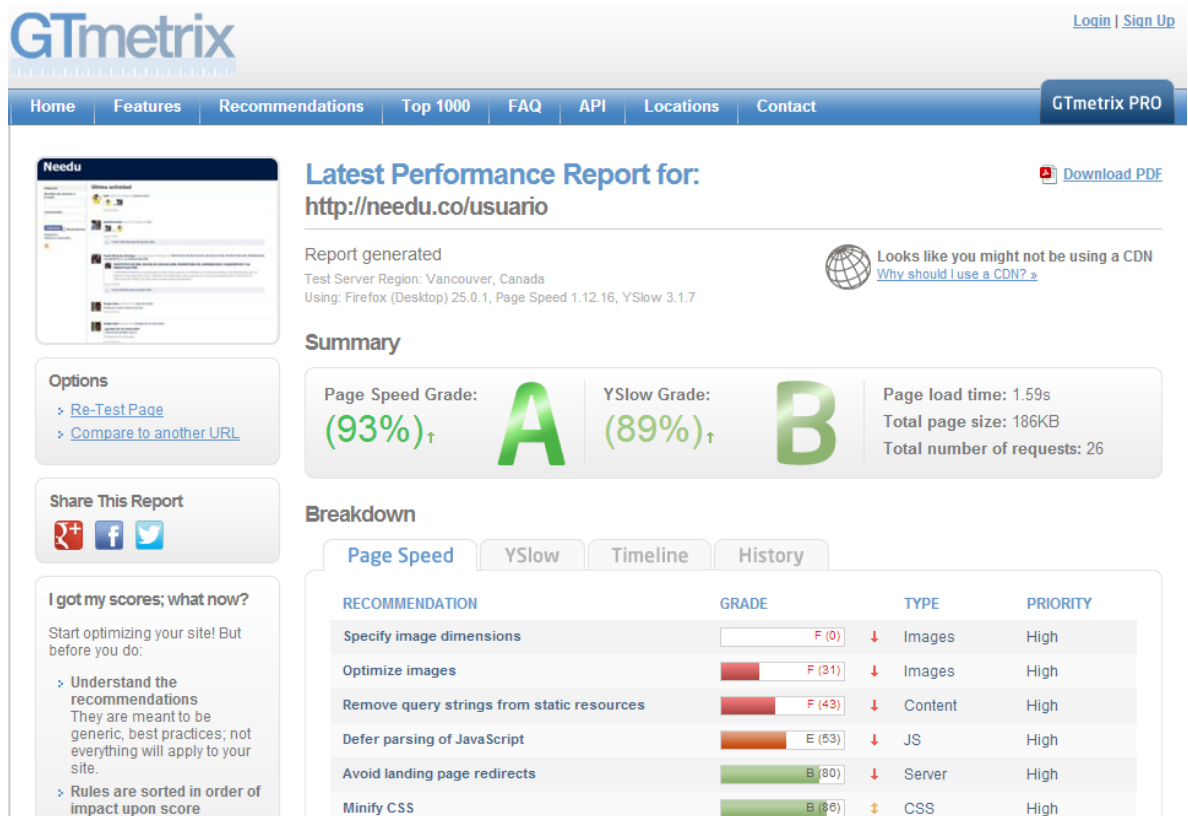 GTmetrix
Login | Sign Up
Home Features Recommendations Top 1000 FAQ API Locations Contact GTmetrix PRO
Needu
Última actividad
Latest Performance Report for:
http://needu.co/usuario
Download PDF
Report generated
Test Server Region: Vancouver, Canada
Using: Firefox (Desktop) 25.0.1, Page Speed 1.12.16, YSlow 3.1.7
Looks like you might not be using a CDN
Why should I use a CDN? »
Summary
Page Speed Grade:
(93%)↑
A
YSlow Grade:
(89%)↑
B
Page load time: 1.59s
Total page size: 186KB
Total number of requests: 26
Options
Re-Test Page
Compare to another URL
Share This Report
I got my scores; what now?
Start optimizing your site! But
before you do:
Understand the
recommendations
They are meant to be
generic, best practices; not
everything will apply to your
site.
Rules are sorted in order of
impact upon score
Breakdown
Page Speed YSlow Timeline History
RECOMMENDATION GRADE TYPE PRIORITY
Specify image dimensions F (0) Images High
Optimize images F (31) Images High
Remove query strings from static resources F (43) Content High
Defer parsing of JavaScript E (53) JS High
Avoid landing page redirects B (80) Server High
Minify CSS B (86) CSS High